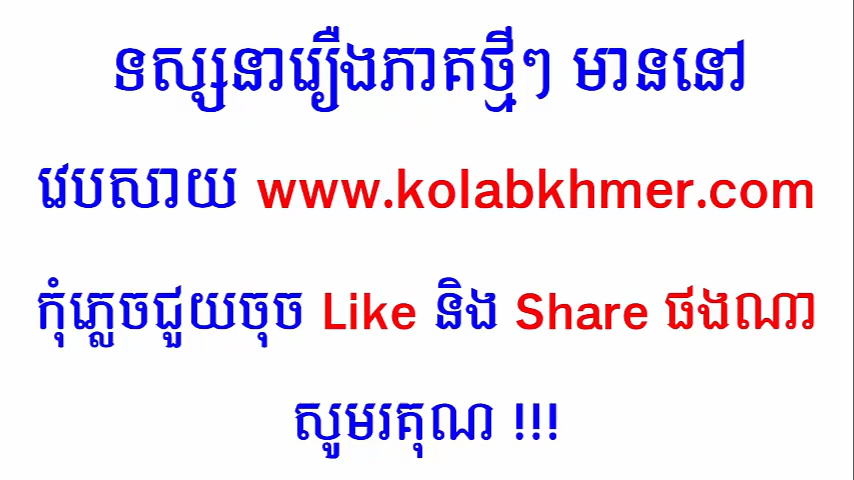 ទស្សនារឿងភាគថ្មីៗ មាននៅ
វេបសាយ www.kolabkhmer.com
កុំភ្លេចជួយចុច Like និង Share ផងណា
សូមរគុណ !!!